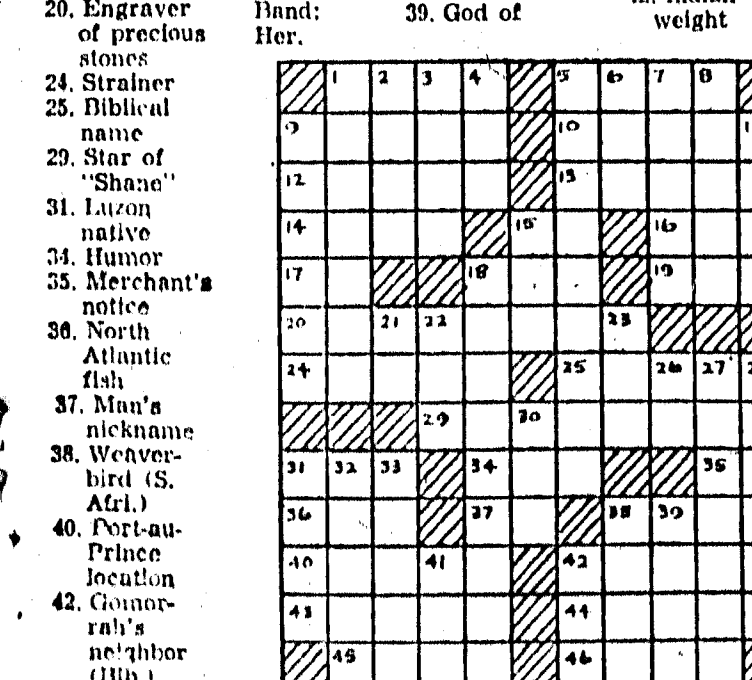 20. Engraver
of precious
stones
24. Strainer
25. Biblical
name
29. Star of
"Shane"
31. Luzon
native
34. Humor
35. Merchant's
notice
36. North
Atlantic
fish
37. Man's
nickname
38. Weaver-
bird (S.
Afri.)
40. Port-au-
Prince
location
42. Gomor-
rah's
neighbor
(Bib.)
Band:
Her.
39. God of
weight
1 2 3 4 5 6 7 8
9 10
12 13
14 15 16
17 18 19
20 21 22 23
24 25 26 27
29 30
31 32 33 34 35
36 37 38 39
40 41 42
43 44
45 46